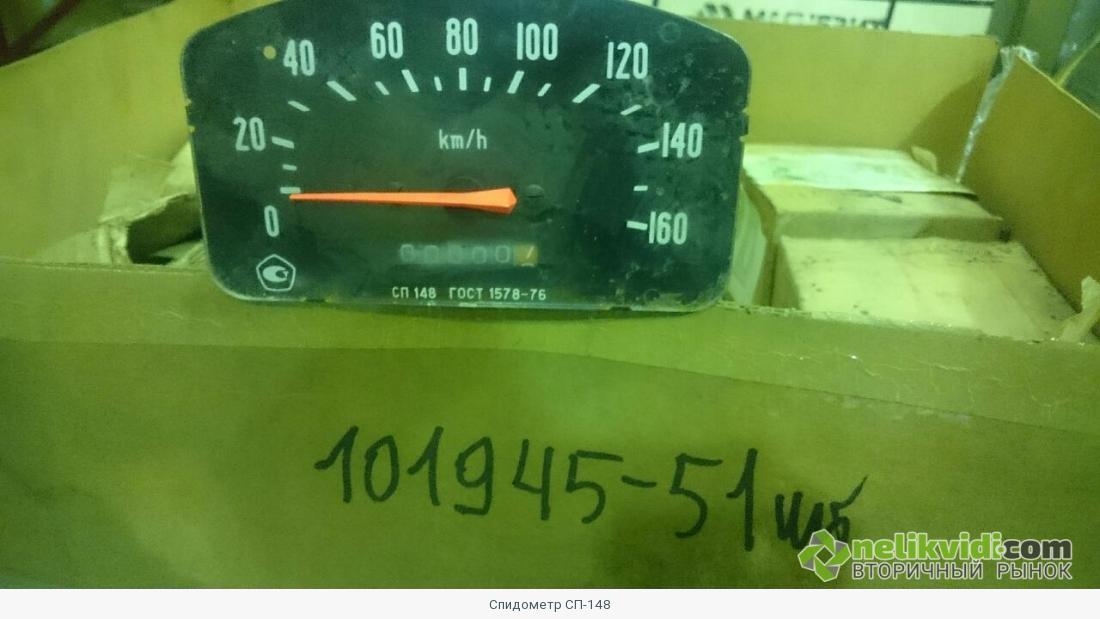 40 60 80 100 120
20 km/h 140
0 160
СП 148 ГОСТ 1578-76
101945-51
nelikvidi.com
ВТОРИЧНЫЙ РЫНОК
Спидометр СП-148